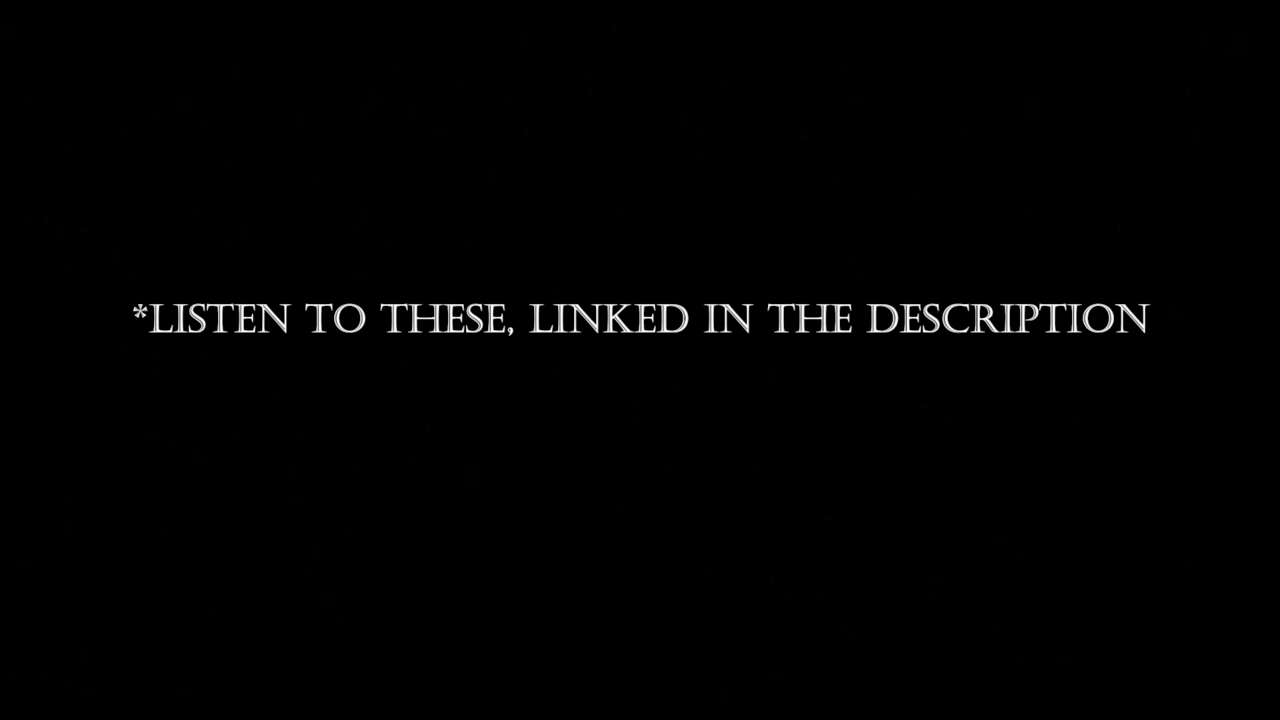 *LISTEN TO THESE, LINKED IN THE DESCRIPTION